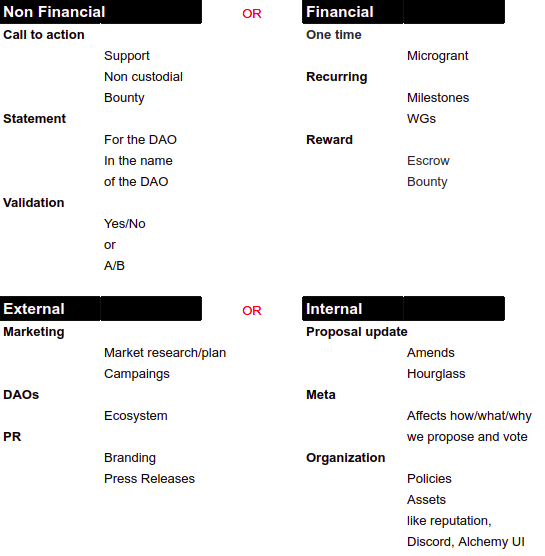 Non Financial OR Financial
Call to action One time
Support Microgrant
Non custodial Recurring
Bounty Milestones
Statement WGs
For the DAO Reward
In the name Escrow
of the DAO Bounty
Validation
Yes/No
or
A/B
External OR Internal
Marketing Proposal update
Market research/plan Amends
Campaings Hourglass
DAOs Meta
Ecosystem Affects how/what/why
PR we propose and vote
Branding Organization
Press Releases Policies
Assets
like reputation,
Discord, Alchemy UI